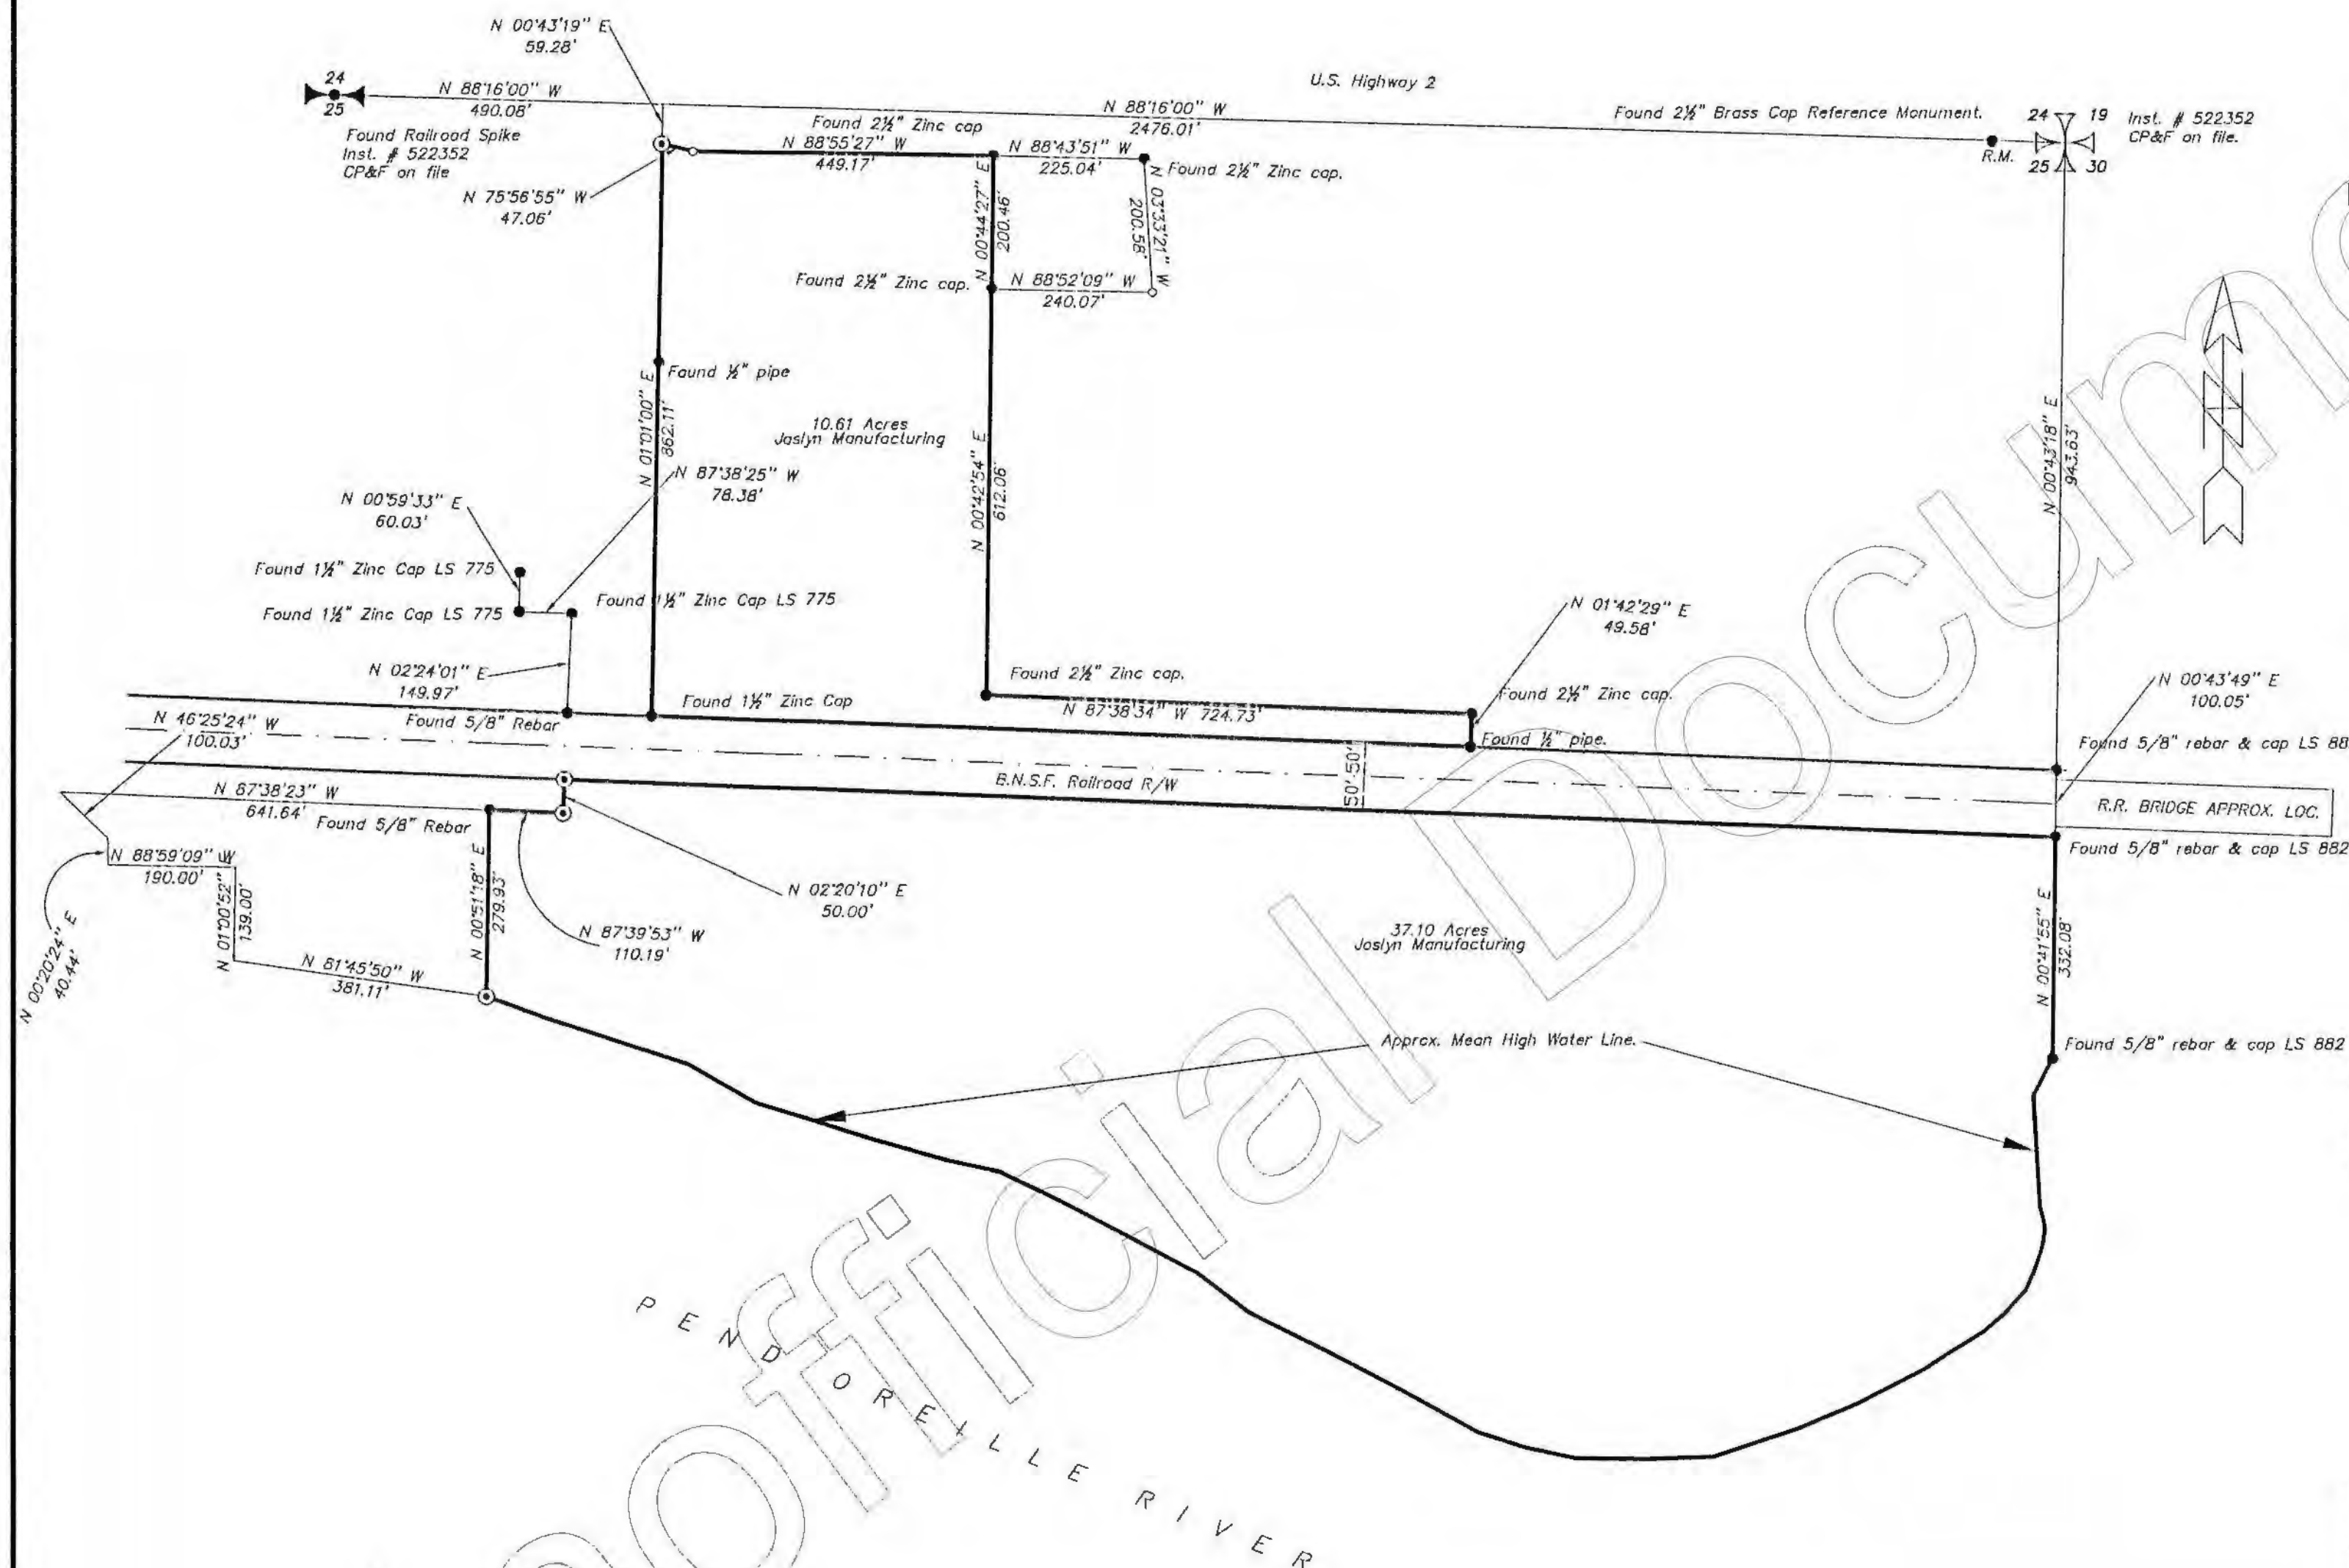 N 00°43'19" E
59.28'
24
25
N 88°16'00" W
490.08'
Found Railroad Spike
Inst. # 522352
CP&F on file
N 75°56'55" W
47.06'
U.S. Highway 2
N 88°16'00" W
2476.01'
Found 2½" Zinc cap
N 88°55'27" W
449.17'
N 88°43'51" W
225.04'
Found 2½" Zinc cap.
Found 2½" Brass Cap Reference Monument.
R.M.
24 19
25 30
Inst. # 522352
CP&F on file.
N 00°44'27" E
200.46'
N 03°33'21" W
200.58'
Found 2½" Zinc cap.
N 88°52'09" W
240.07'
Found ½" pipe
N 01°01'00" E
862.11'
10.61 Acres
Joslyn Manufacturing
N 87°38'25" W
78.38'
N 00°42'54" E
612.06'
N 00°43'18" E
943.63'
N 00°59'33" E
60.03'
Found 1½" Zinc Cap LS 775
Found 1½" Zinc Cap LS 775
Found 1½" Zinc Cap LS 775
N 01°42'29" E
49.58'
N 02°24'01" E
149.97'
Found 5/8" Rebar
Found 1½" Zinc Cap
Found 2½" Zinc cap.
N 87°38'34" W 724.73'
Found 2½" Zinc cap.
Found ½" pipe.
N 00°43'49" E
100.05'
Found 5/8" rebar & cap LS 88
N 46°25'24" W
100.03'
50' 50'
B.N.S.F. Railroad R/W
R.R. BRIDGE APPROX. LOC.
N 87°38'23" W
641.64'
Found 5/8" Rebar
Found 5/8" rebar & cap LS 882
N 88°59'09" W
190.00'
N 00°20'24" E
40.44'
N 01°00'52" W
139.00'
N 00°51'18" E
279.93'
N 02°20'10" E
50.00'
N 87°39'53" W
110.19'
N 81°45'50" W
381.11'
37.10 Acres
Joslyn Manufacturing
N 00°41'55" E
332.08'
Approx. Mean High Water Line.
Found 5/8" rebar & cap LS 882
PEND OREILLE RIVER
N
official Docum